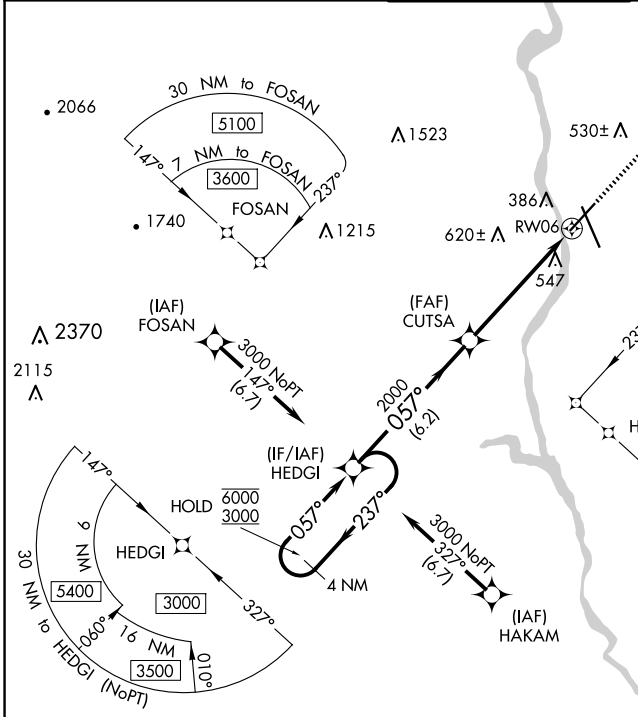 30 NM to FOSAN
2066
5100
1523
530±
147°
7 NM to FOSAN
3600
237°
FOSAN
386
1740
1215
620±
RW06
547
(IAF)
FOSAN
(FAF)
CUTSA
2370
3000 NoPT
147°
(6.7)
2115
23
2000
057°
(6.2)
H
(IF/IAF)
HEDGI
147°
HOLD
6000
3000
057°
237°
9 NM
HEDGI
3000 NoPT
327°
(6.7)
4 NM
5400
3000
327°
(IAF)
HAKAM
060°
16 NM
010°
3500
30 NM to HEDGI (NoPT)